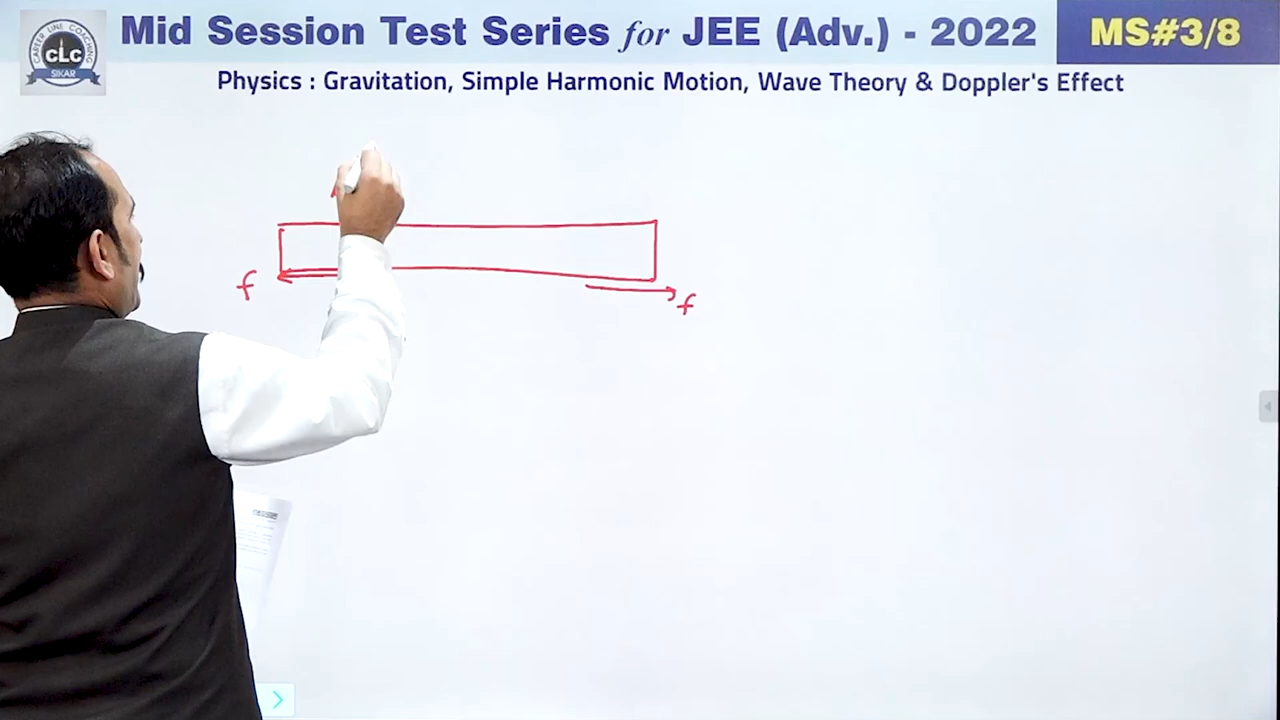 Mid Session Test Series for JEE (Adv.) - 2022
MS#3/8
CAREER LINE COACHING
CLC
SIKAR
Physics : Gravitation, Simple Harmonic Motion, Wave Theory & Doppler's Effect
f
f